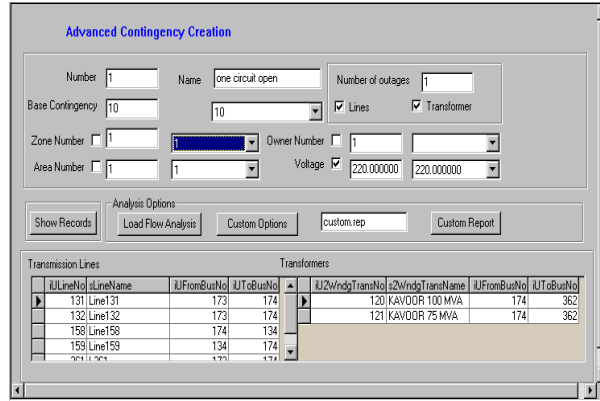 Advanced Contingency Creation
Number 1 Name one circuit open Number of outages 1
Base Contingency 10 10 Lines Transformer
Zone Number 1 1 Owner Number 1
Area Number 1 1 Voltage 220.000000 220.000000
Analysis Options
Show Records Load Flow Analysis Custom Options custom.rep Custom Report
Transmission Lines Transformers
iULineNo sLineName iUFromBusNo iUToBusNo iU2WndgTransNo s2WndgTransName iUFromBusNo iUToBusNo
131 Line131 173 174 120 KAVOOR 100 MVA 174 362
132 Line132 173 174 121 KAVOOR 75 MVA 174 362
158 Line158 174 134
159 Line159 134 174